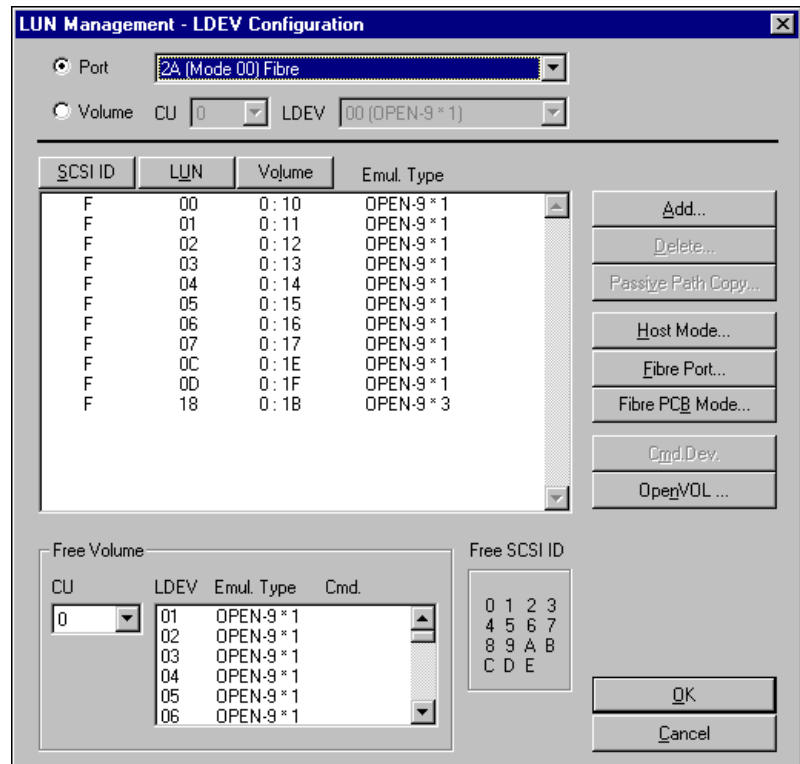 LUN Management - LDEV Configuration
Port 2A (Mode 00) Fibre
Volume CU 0 LDEV 00 (OPEN-9 * 1)
SCSI ID LUN Volume Emul. Type
F 00 0 : 10 OPEN-9 * 1
F 01 0 : 11 OPEN-9 * 1
F 02 0 : 12 OPEN-9 * 1
F 03 0 : 13 OPEN-9 * 1
F 04 0 : 14 OPEN-9 * 1
F 05 0 : 15 OPEN-9 * 1
F 06 0 : 16 OPEN-9 * 1
F 07 0 : 17 OPEN-9 * 1
F 0C 0 : 1E OPEN-9 * 1
F 0D 0 : 1F OPEN-9 * 1
F 18 0 : 1B OPEN-9 * 3
Add...
Delete...
Passive Path Copy...
Host Mode...
Fibre Port...
Fibre PCB Mode...
Cmd.Dev.
OpenVOL ...
Free Volume
CU LDEV Emul. Type Cmd.
0
01 OPEN-9 * 1
02 OPEN-9 * 1
03 OPEN-9 * 1
04 OPEN-9 * 1
05 OPEN-9 * 1
06 OPEN-9 * 1
Free SCSI ID
0 1 2 3
4 5 6 7
8 9 A B
C D E
OK
Cancel